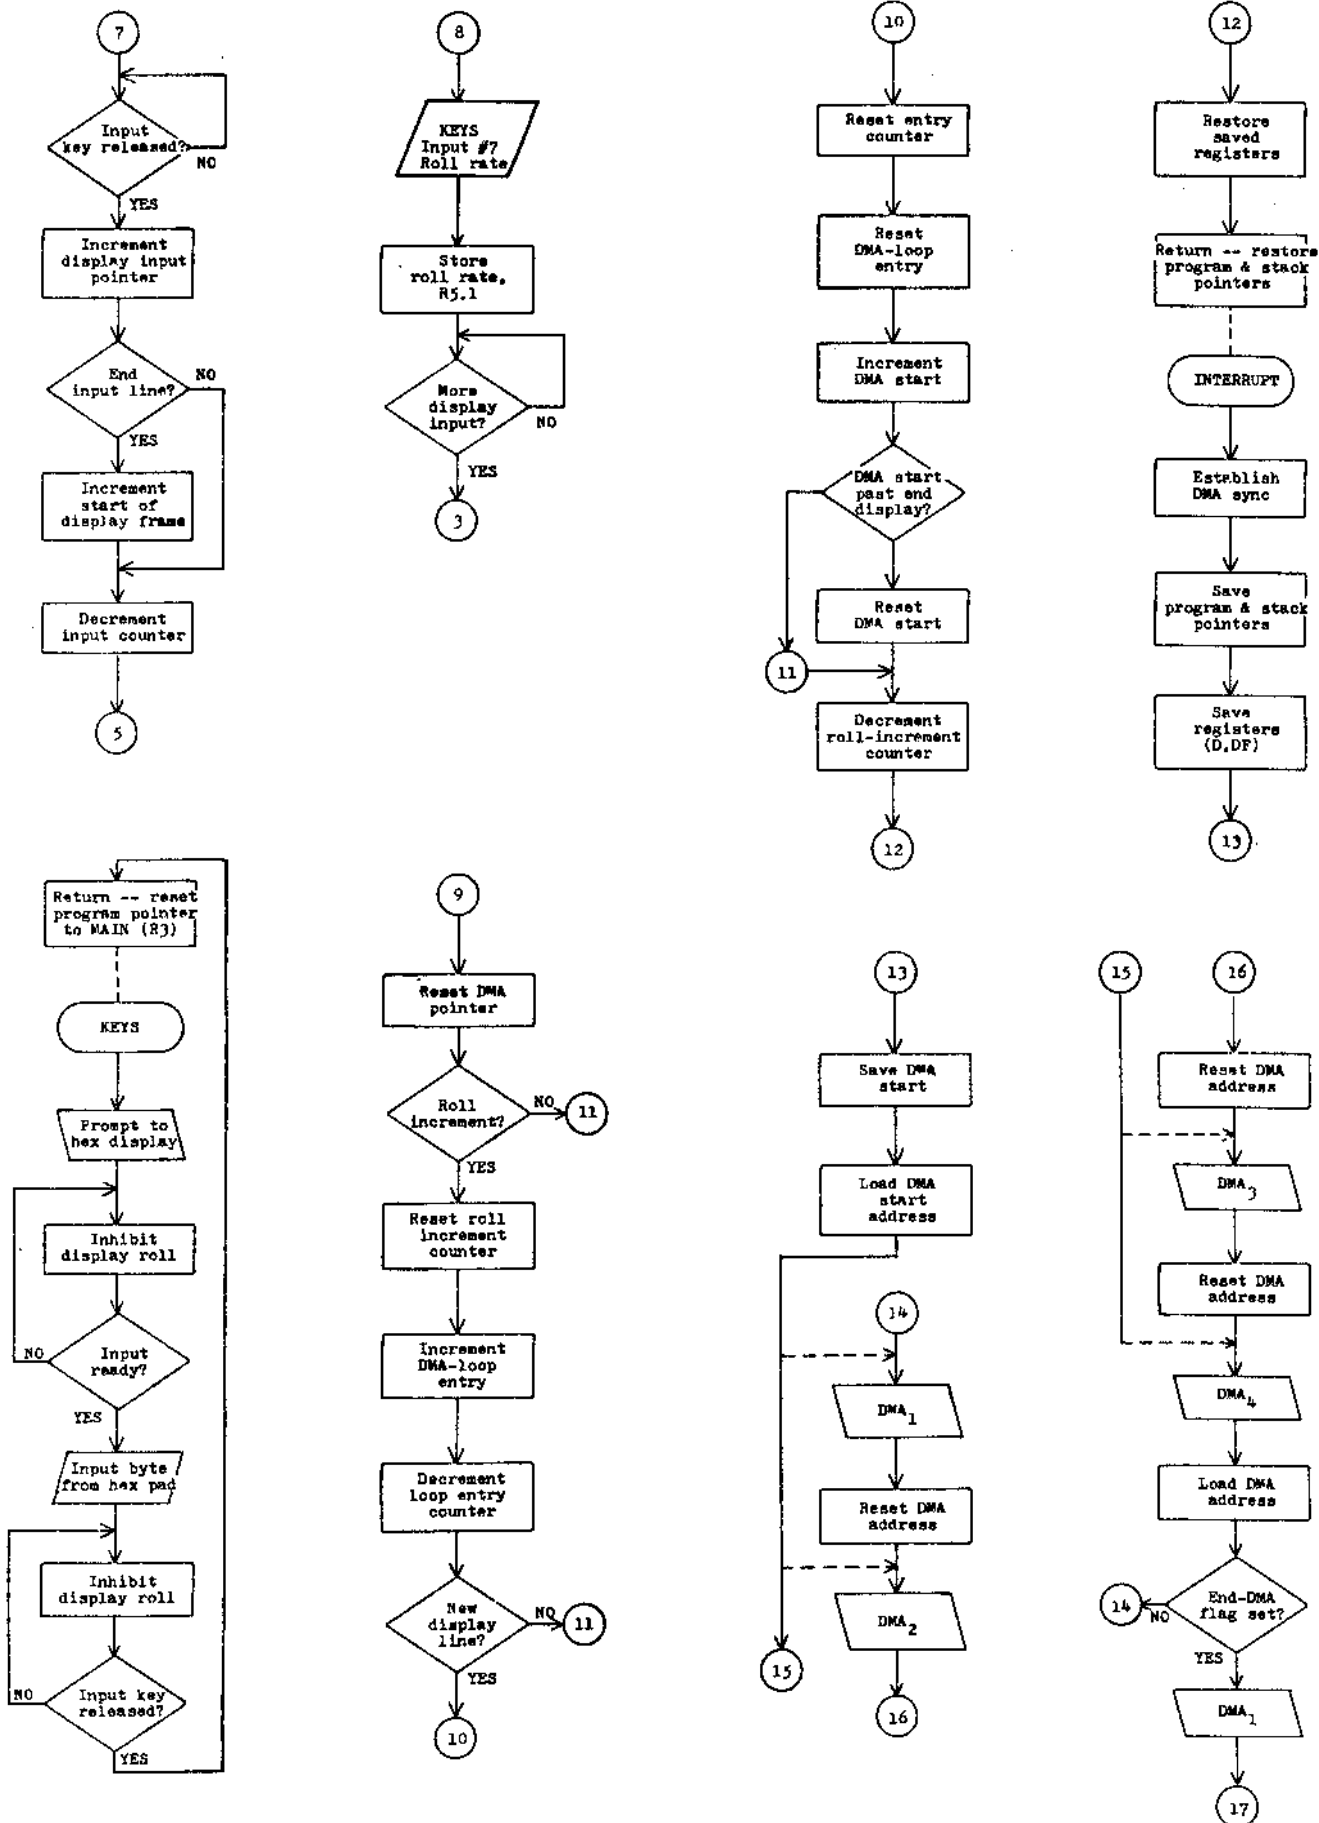 7
Input
key released?
NO
YES
Increment
display input
pointer
End
input line?
NO
YES
Increment
start of
display frame
Decrement
input counter
5
8
KEYS
Input #7
Roll rate
Store
roll rate,
R5.1
More
display
input?
NO
YES
3
10
Reset entry
counter
Reset
DMA-loop
entry
Increment
DMA start
DMA start
past end
display?
Reset
DMA start
11
Decrement
roll-increment
counter
12
12
Restore
saved
registers
Return -- restore
program & stack
pointers
INTERRUPT
Establish
DMA sync
Save
program & stack
pointers
Save
registers
(D,DF)
13
Return -- reset
program pointer
to MAIN (R3)
KEYS
Prompt to
hex display
Inhibit
display roll
NO
Input
ready?
YES
Input byte
from hex pad
Inhibit
display roll
NO
Input key
released?
YES
9
Reset DMA
pointer
Roll
increment?
NO
11
YES
Reset roll
increment
counter
Increment
DMA-loop
entry
Decrement
loop entry
counter
New
display
line?
NO
11
YES
10
13
Save DMA
start
Load DMA
start
address
14
DMA1
Reset DMA
address
DMA2
15
16
15
16
Reset DMA
address
DMA3
Reset DMA
address
DMA4
Load DMA
address
End-DMA
flag set?
14
NO
YES
DMA1
17